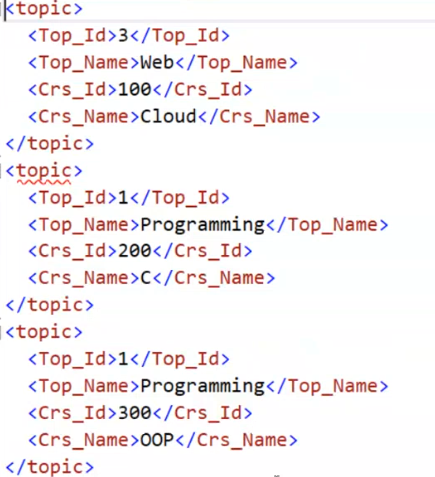 <topic>
  <Top_Id>3</Top_Id>
  <Top_Name>Web</Top_Name>
  <Crs_Id>100</Crs_Id>
  <Crs_Name>Cloud</Crs_Name>
</topic>
<topic>
  <Top_Id>1</Top_Id>
  <Top_Name>Programming</Top_Name>
  <Crs_Id>200</Crs_Id>
  <Crs_Name>C</Crs_Name>
</topic>
<topic>
  <Top_Id>1</Top_Id>
  <Top_Name>Programming</Top_Name>
  <Crs_Id>300</Crs_Id>
  <Crs_Name>OOP</Crs_Name>
</topic>